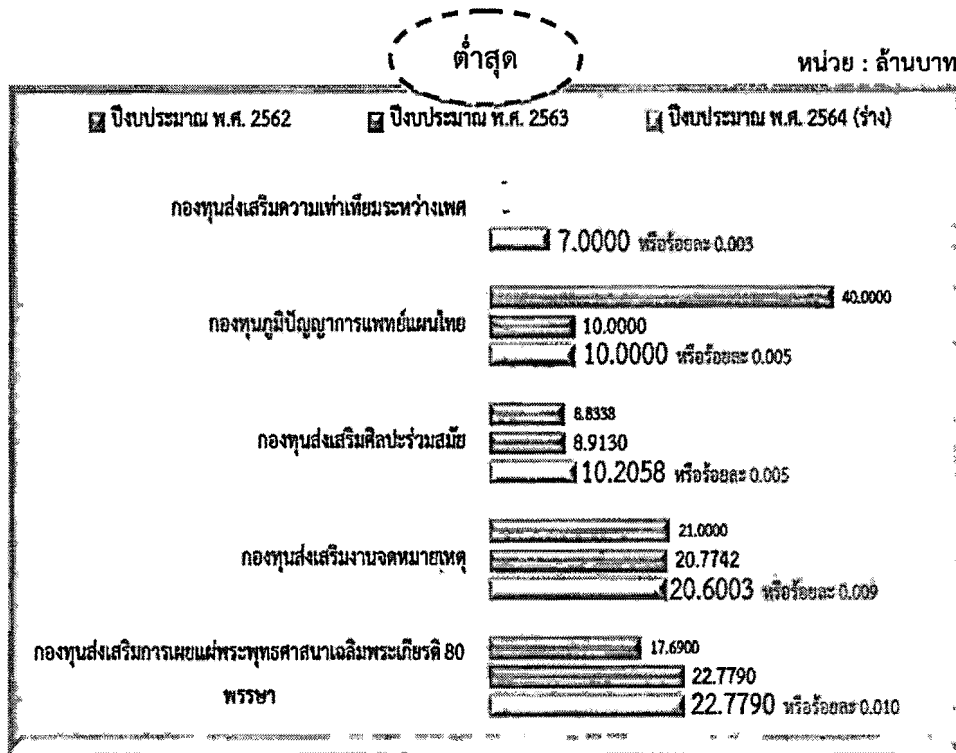 ต่ำสุด
หน่วย : ล้านบาท
ปีงบประมาณ พ.ศ. 2562 ปีงบประมาณ พ.ศ. 2563 ปีงบประมาณ พ.ศ. 2564 (ร่าง)
กองทุนส่งเสริมความเท่าเทียมระหว่างเพศ
-
-
7.0000 หรือร้อยละ 0.003
กองทุนภูมิปัญญาการแพทย์แผนไทย
40.0000
10.0000
10.0000 หรือร้อยละ 0.005
กองทุนส่งเสริมศิลปะร่วมสมัย
8.8338
8.9130
10.2058 หรือร้อยละ 0.005
กองทุนส่งเสริมงานจดหมายเหตุ
21.0000
20.7742
20.6003 หรือร้อยละ 0.009
กองทุนส่งเสริมการเผยแผ่พระพุทธศาสนาเฉลิมพระเกียรติ 80
พรรษา
17.6900
22.7790
22.7790 หรือร้อยละ 0.010